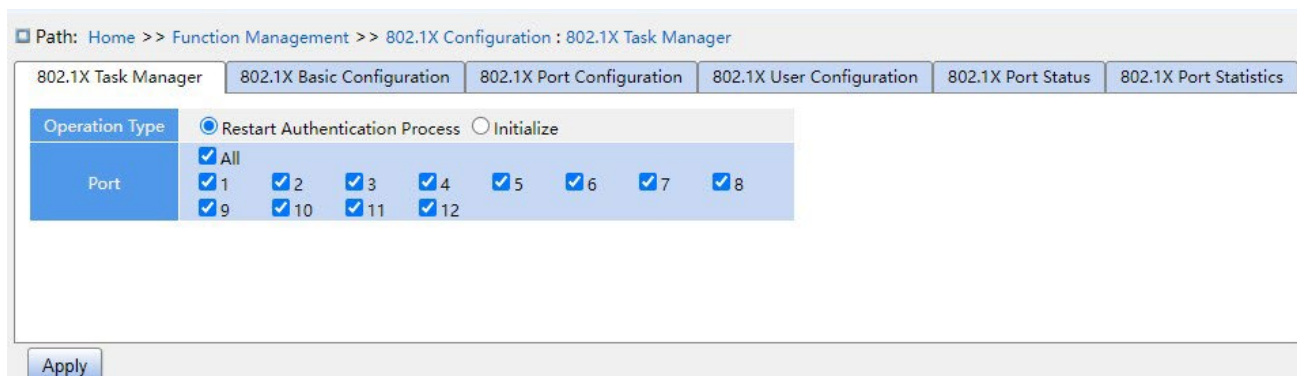 Path: Home >> Function Management >> 802.1X Configuration : 802.1X Task Manager
802.1X Task Manager 802.1X Basic Configuration 802.1X Port Configuration 802.1X User Configuration 802.1X Port Status 802.1X Port Statistics
Operation Type Restart Authentication Process Initialize
All
Port 1 2 3 4 5 6 7 8
9 10 11 12
Apply